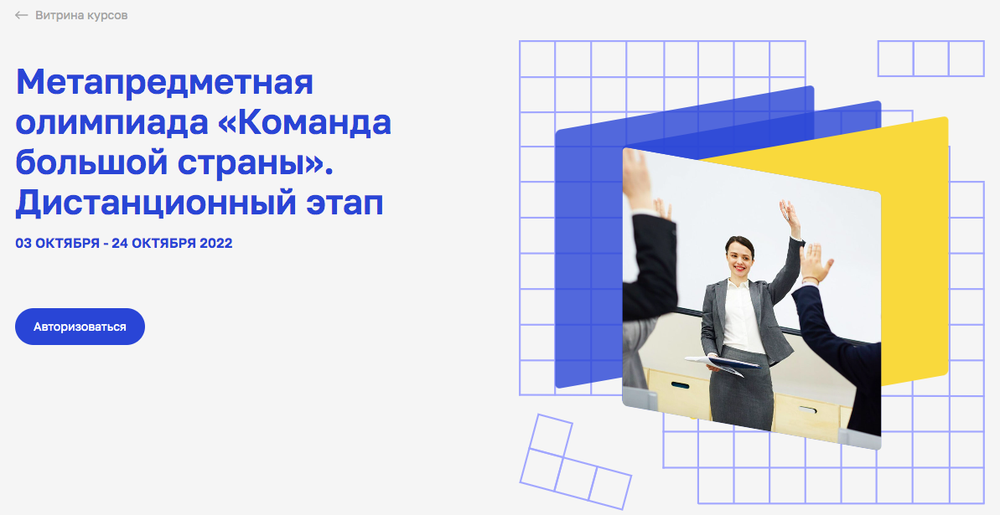 ← Витрина курсов
Метапредметная
олимпиада «Команда
большой страны».
Дистанционный этап
03 ОКТЯБРЯ - 24 ОКТЯБРЯ 2022
Авторизоваться